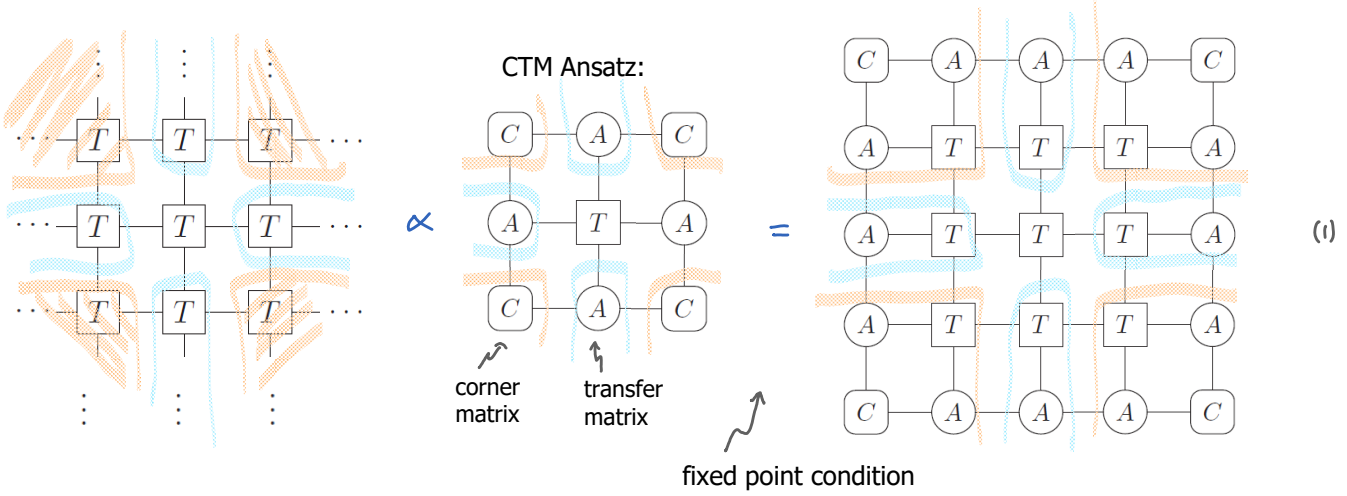 CTM Ansatz:
C A A A C
C A C
T T T
A T T T A
∝
A T A
=
T T T
A T T T A
(1)
C A C
T T T
A T T T A
corner
matrix
transfer
matrix
C A A A C
fixed point condition